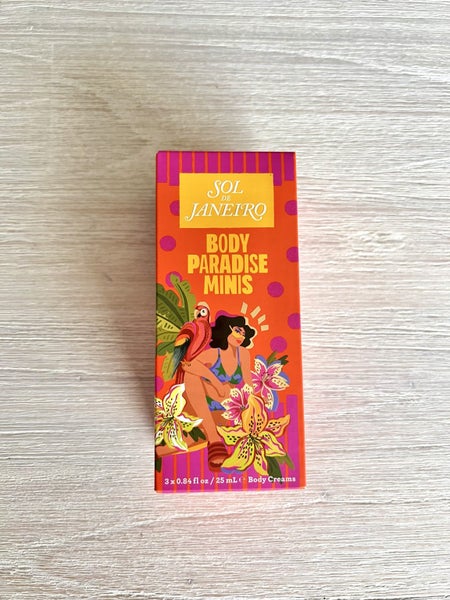 SOL
DE
JANEIRO
BODY
PARADISE
MINIS
3 x 0.84 fl oz / 25 mL ℮ Body Creams